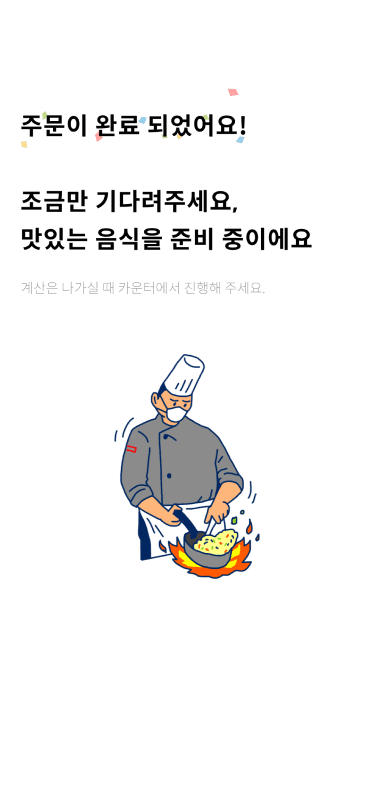 주문이 완료 되었어요!
조금만 기다려주세요,
맛있는 음식을 준비 중이에요
계산은 나가실 때 카운터에서 진행해 주세요.